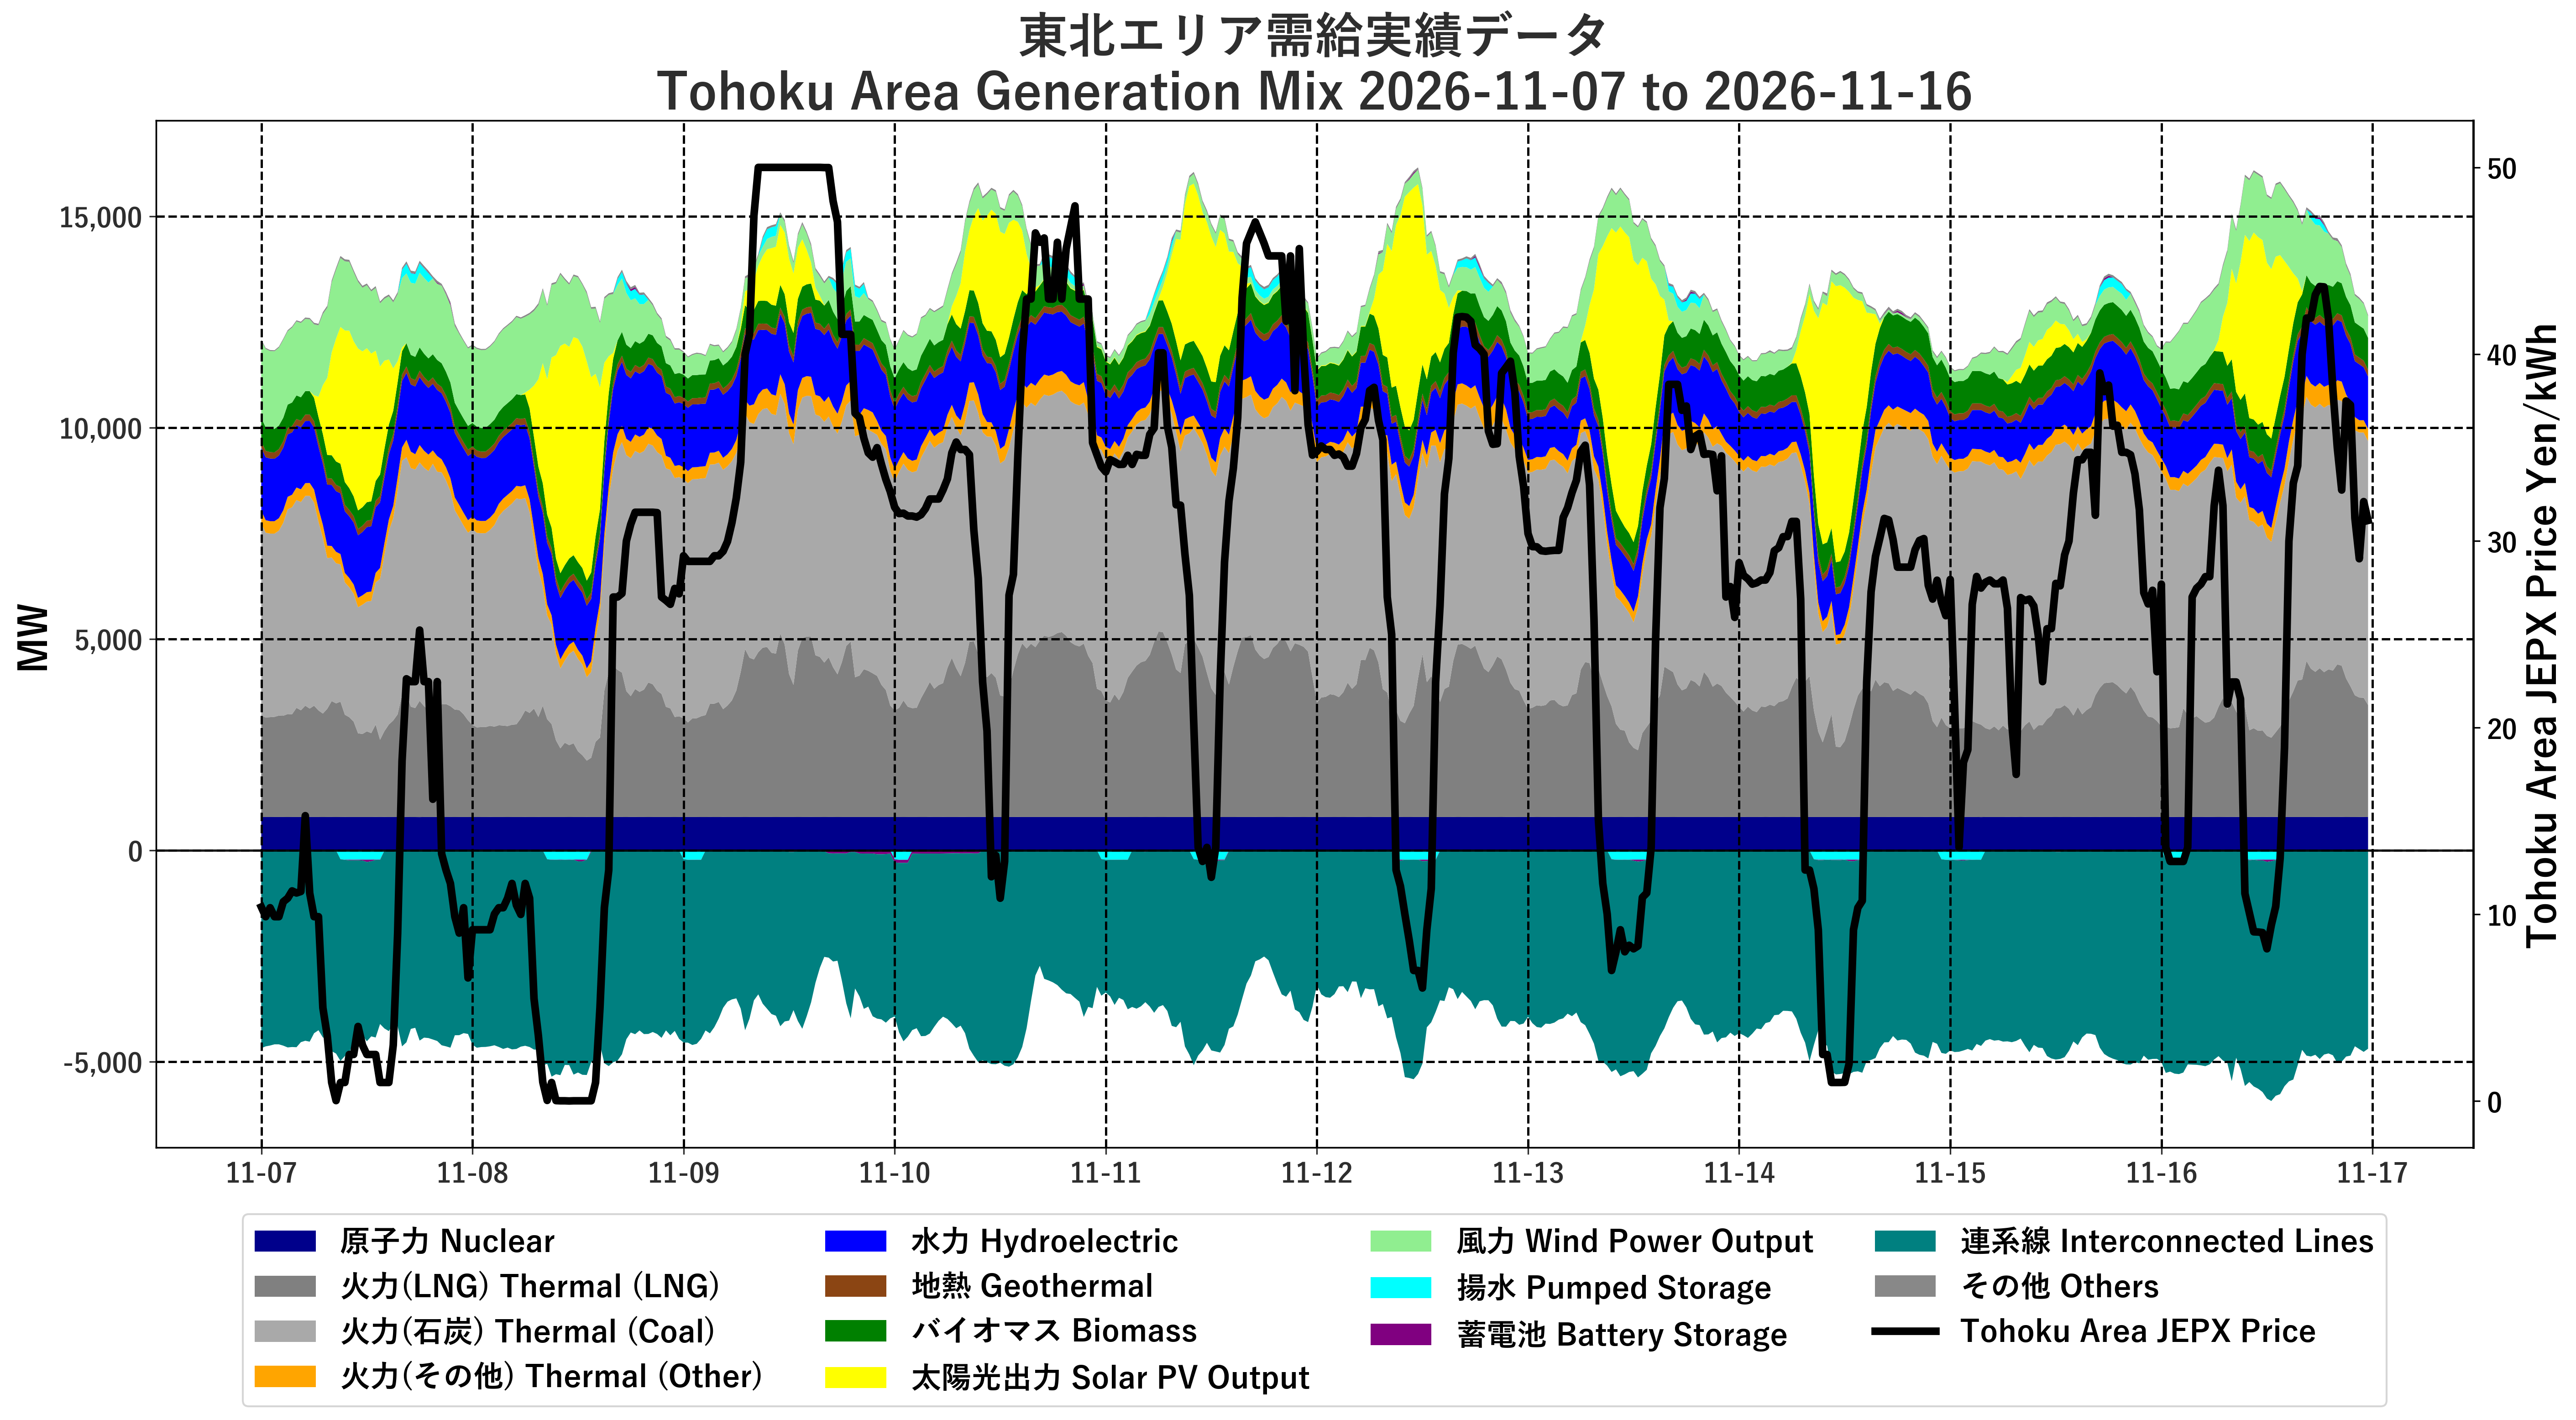 東北エリア需給実績データ
Tohoku Area Generation Mix 2026-11-07 to 2026-11-16
MW
15,000
10,000
5,000
0
-5,000
50
40
30
20
10
0
Tohoku Area JEPX Price Yen/kWh
11-07 11-08 11-09 11-10 11-11 11-12 11-13 11-14 11-15 11-16 11-17
原子力 Nuclear
火力(LNG) Thermal (LNG)
火力(石炭) Thermal (Coal)
火力(その他) Thermal (Other)
水力 Hydroelectric
地熱 Geothermal
バイオマス Biomass
太陽光出力 Solar PV Output
風力 Wind Power Output
揚水 Pumped Storage
蓄電池 Battery Storage
連系線 Interconnected Lines
その他 Others
Tohoku Area JEPX Price